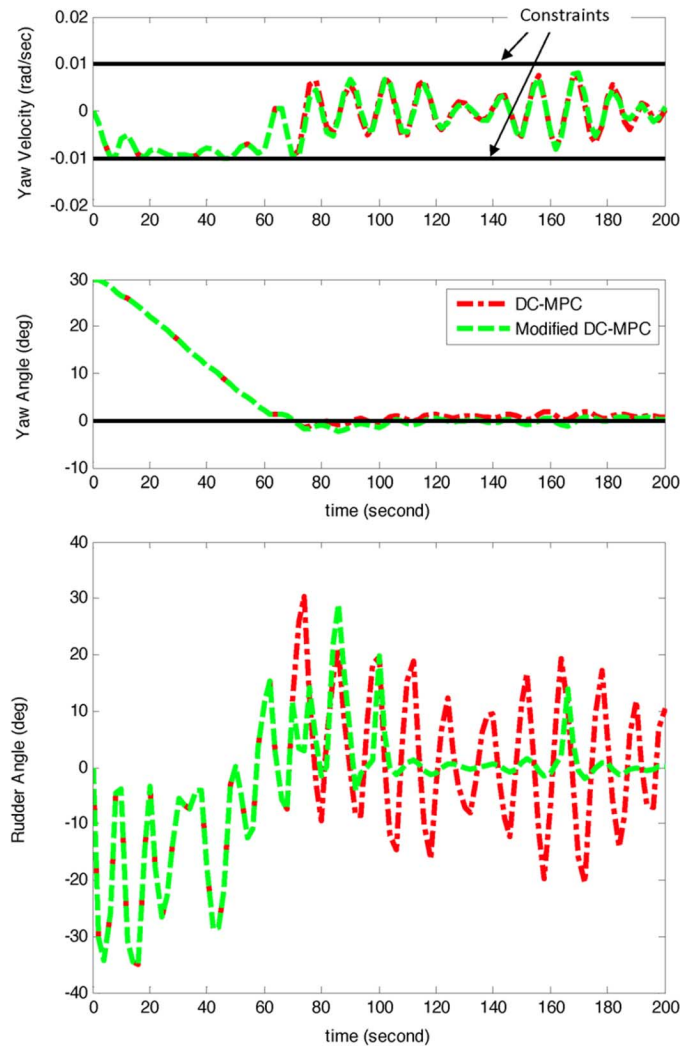 Constraints
0.02
0.01
0
-0.01
-0.02
Yaw Velocity (rad/sec)
0 20 40 60 80 100 120 140 160 180 200
30
20
10
0
-10
Yaw Angle (deg)
DC-MPC
Modified DC-MPC
0 20 40 60 80 100 120 140 160 180 200
time (second)
40
30
20
10
0
-10
-20
-30
-40
Rudder Angle (deg)
0 20 40 60 80 100 120 140 160 180 200
time (second)